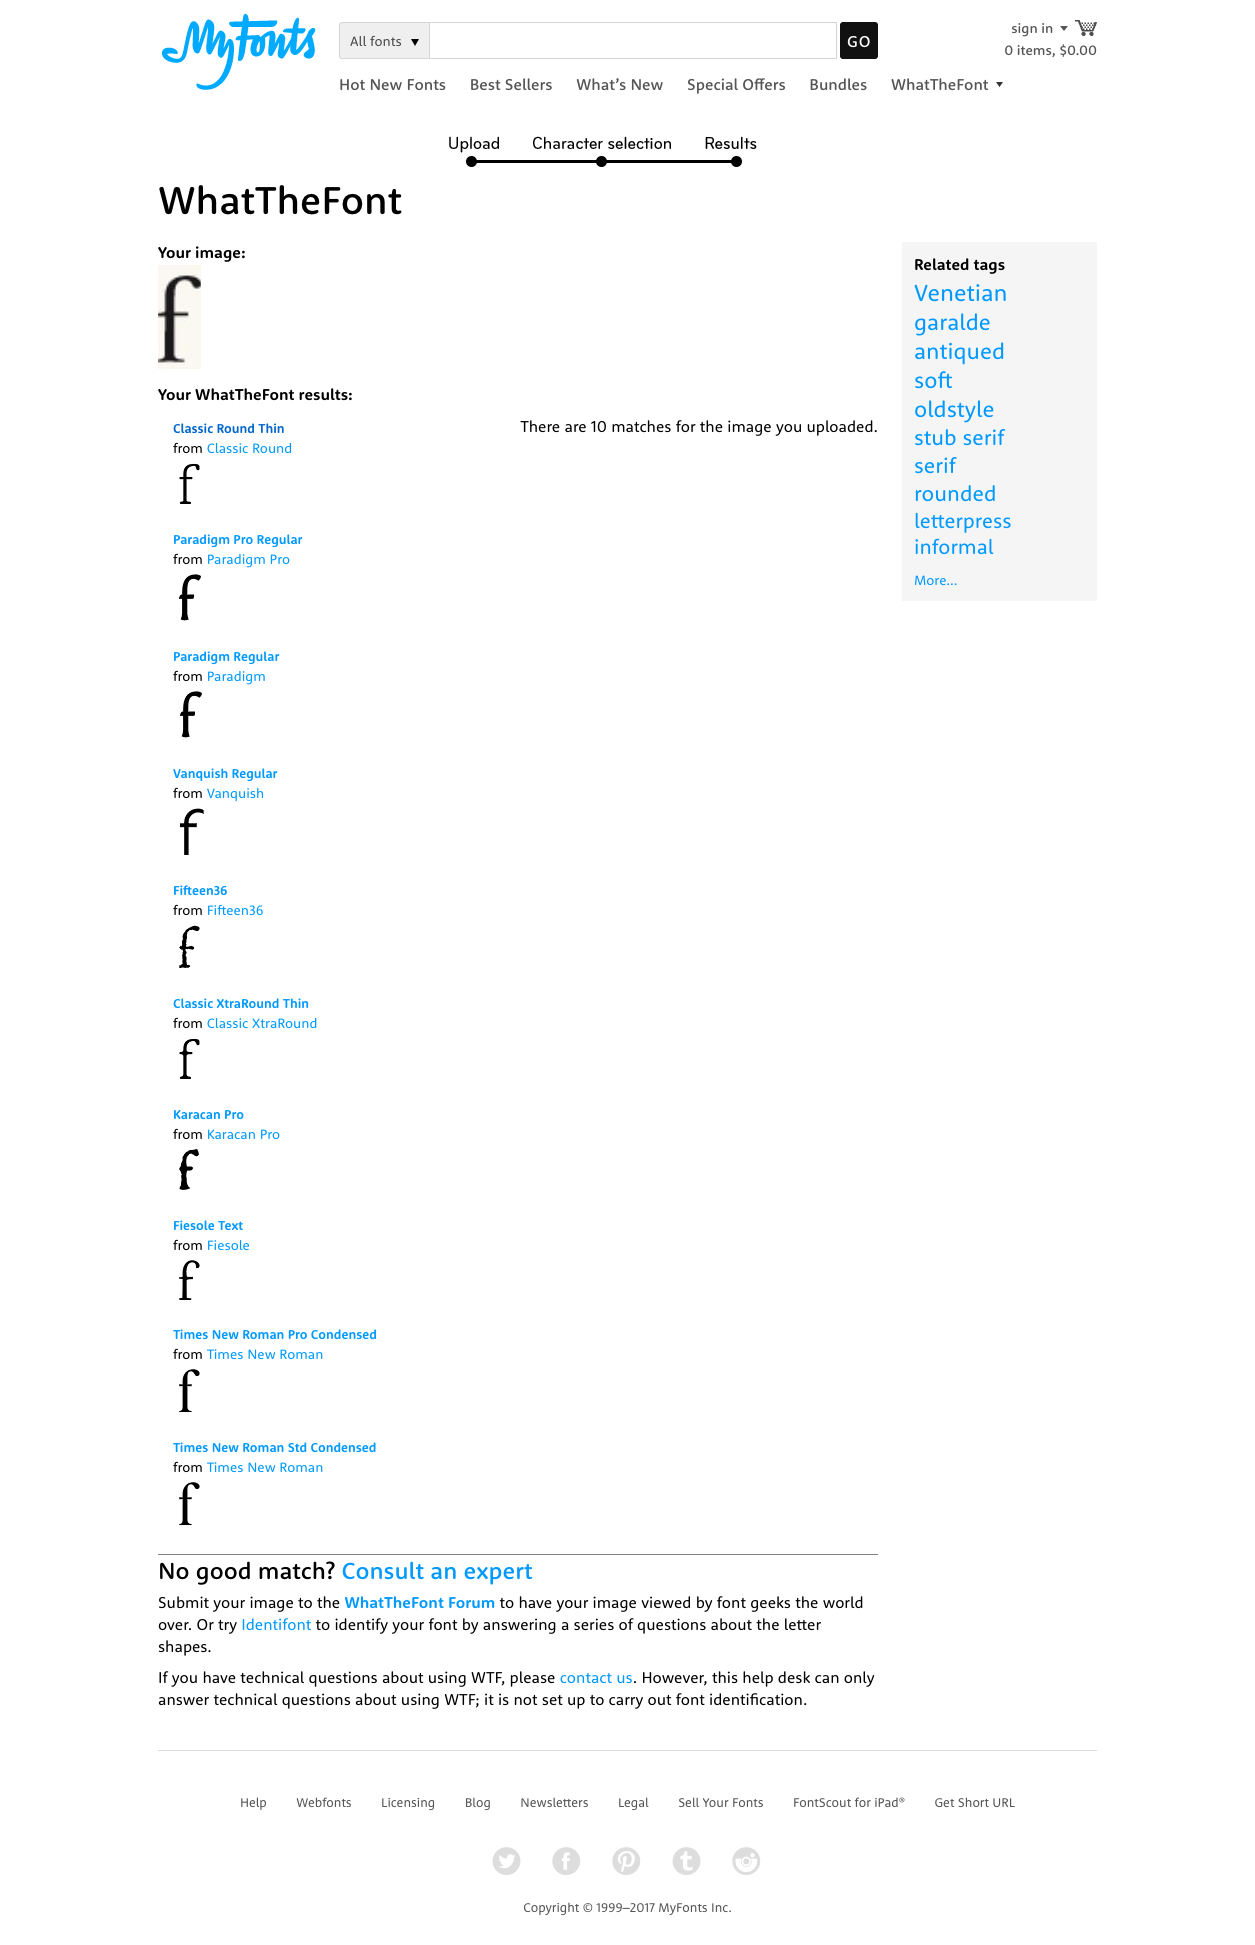 MyFonts
All fonts
GO
sign in
0 items, $0.00
Hot New Fonts Best Sellers What's New Special Offers Bundles WhatTheFont
Upload Character selection Results
WhatTheFont
Your image:
f
Your WhatTheFont results:
There are 10 matches for the image you uploaded.
Classic Round Thin
from Classic Round
f
Paradigm Pro Regular
from Paradigm Pro
f
Paradigm Regular
from Paradigm
f
Vanquish Regular
from Vanquish
f
Fifteen36
from Fifteen36
f
Classic XtraRound Thin
from Classic XtraRound
f
Karacan Pro
from Karacan Pro
f
Fiesole Text
from Fiesole
f
Times New Roman Pro Condensed
from Times New Roman
f
Times New Roman Std Condensed
from Times New Roman
f
Related tags
Venetian
garalde
antiqued
soft
oldstyle
stub serif
serif
rounded
letterpress
informal
More...
No good match? Consult an expert
Submit your image to the WhatTheFont Forum to have your image viewed by font geeks the world
over. Or try Identifont to identify your font by answering a series of questions about the letter
shapes.
If you have technical questions about using WTF, please contact us. However, this help desk can only
answer technical questions about using WTF; it is not set up to carry out font identification.
Help Webfonts Licensing Blog Newsletters Legal Sell Your Fonts FontScout for iPad® Get Short URL
Copyright © 1999–2017 MyFonts Inc.